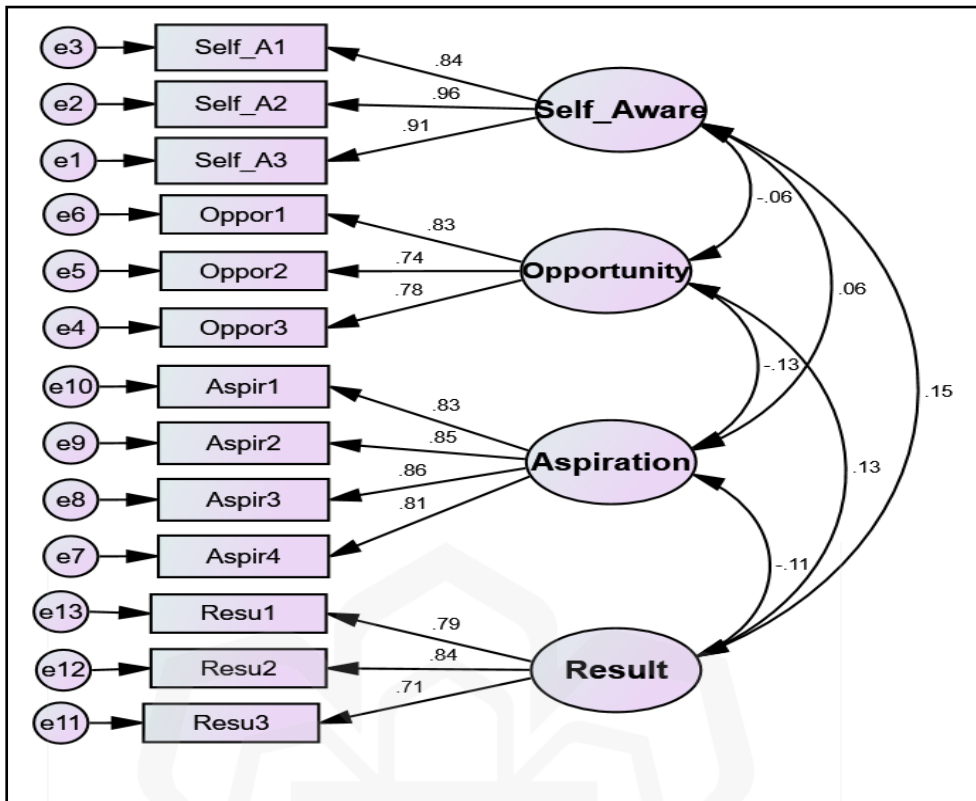 e3 Self_A1
.84
Self_Aware
e2 Self_A2
.96
e1 Self_A3
.91
-.06
e6 Oppor1
.83
e5 Oppor2
.74
Opportunity
e4 Oppor3
.78
.06
-.13
e10 Aspir1
.83
.15
e9 Aspir2
.85
Aspiration
.13
e8 Aspir3
.86
e7 Aspir4
.81
-.11
e13 Resu1
.79
e12 Resu2
.84
Result
e11 Resu3
.71